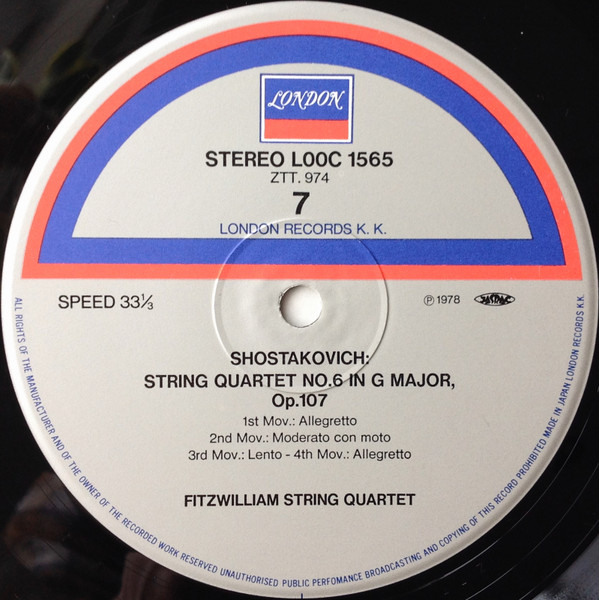 LONDON
STEREO L00C 1565
ZTT. 974
7
LONDON RECORDS K. K.
SPEED 33⅓
℗ 1978
JASRAC
SHOSTAKOVICH:
STRING QUARTET NO.6 IN G MAJOR,
Op.107
1st Mov.: Allegretto
2nd Mov.: Moderato con moto
3rd Mov.: Lento - 4th Mov.: Allegretto
FITZWILLIAM STRING QUARTET
ALL RIGHTS OF THE MANUFACTURER AND OF THE OWNER OF THE RECORDED WORK RESERVED UNAUTHORISED PUBLIC PERFOMANCE BROADCASTING AND COPYING OF THIS RECORD PROHIBITED MADE IN JAPAN LONDON RECORDS K.K.